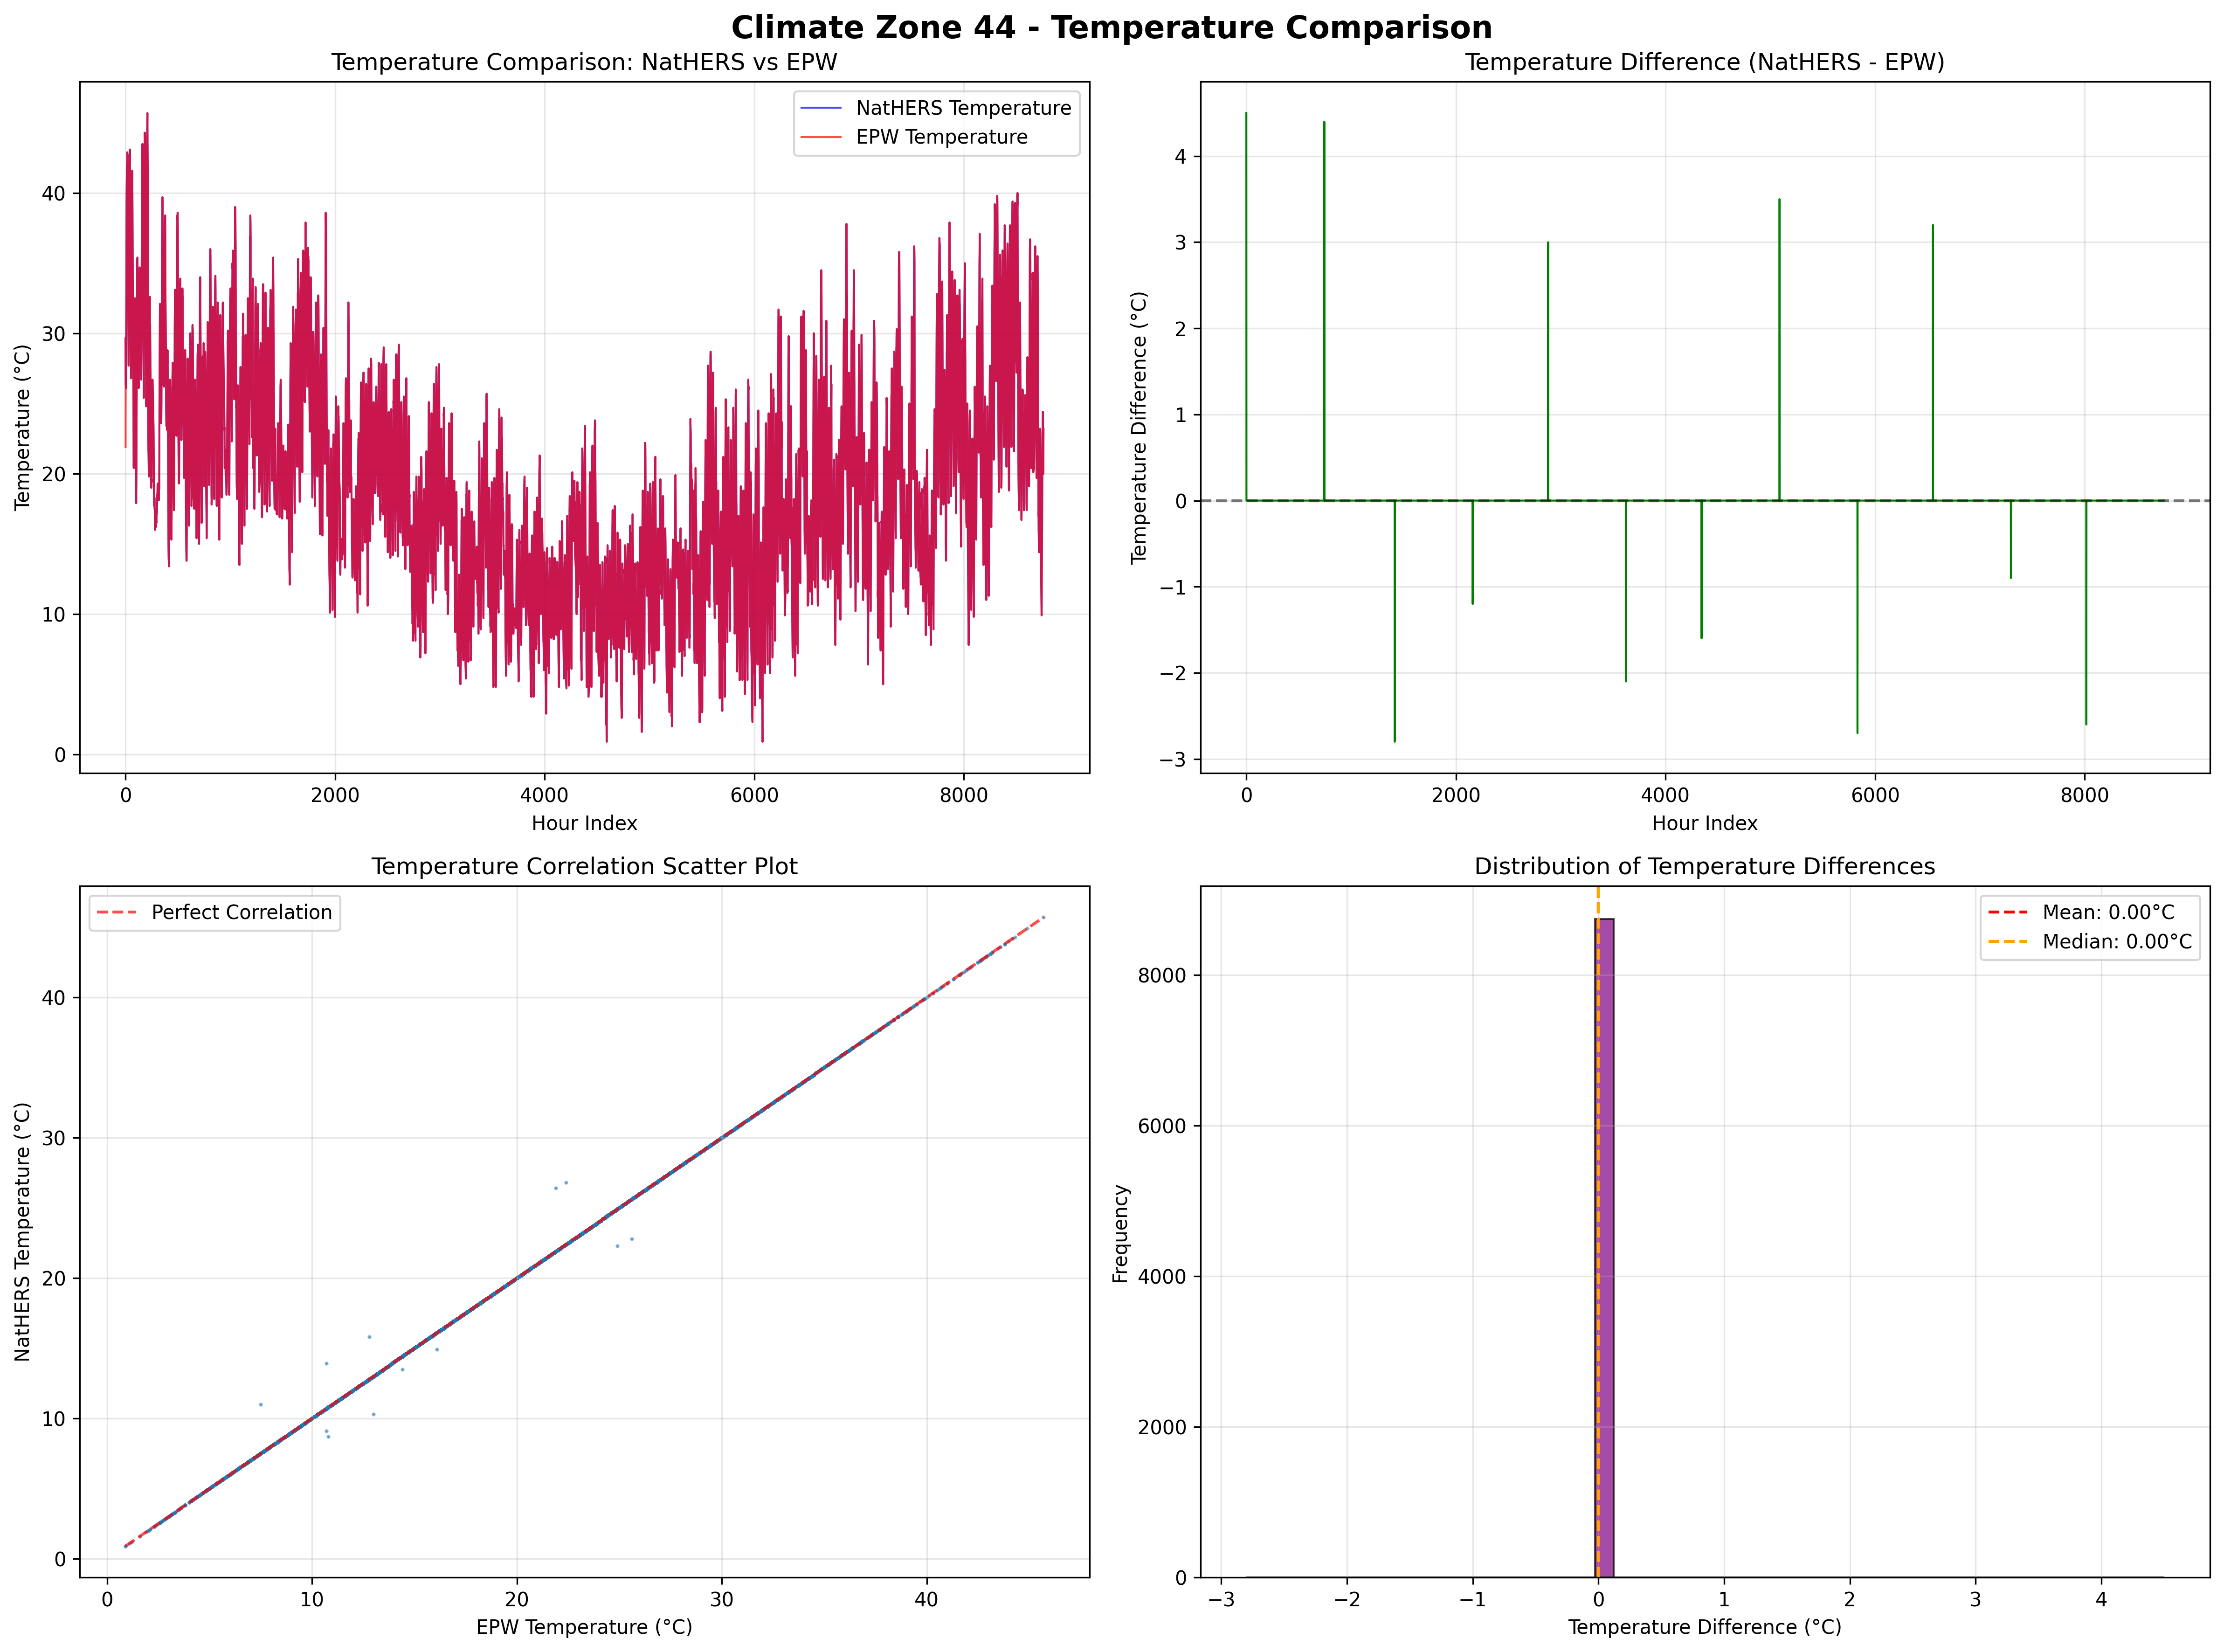 Climate Zone 44 - Temperature Comparison
Temperature Comparison: NatHERS vs EPW
NatHERS Temperature
EPW Temperature
Temperature (°C)
40
30
20
10
0
0
2000
4000
6000
8000
Hour Index
Temperature Difference (NatHERS - EPW)
Temperature Difference (°C)
4
3
2
1
0
−1
−2
−3
0
2000
4000
6000
8000
Hour Index
Temperature Correlation Scatter Plot
Perfect Correlation
NatHERS Temperature (°C)
40
30
20
10
0
0
10
20
30
40
EPW Temperature (°C)
Distribution of Temperature Differences
Mean: 0.00°C
Median: 0.00°C
Frequency
8000
6000
4000
2000
0
−3
−2
−1
0
1
2
3
4
Temperature Difference (°C)